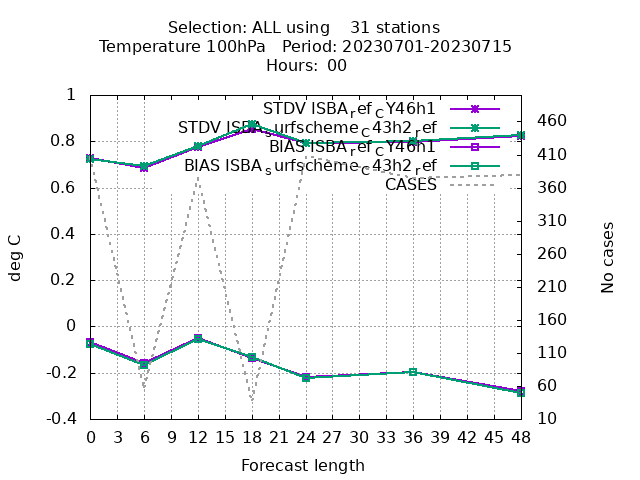 Selection: ALL using 31 stations
Temperature 100hPa Period: 20230701-20230715
Hours: 00
STDV ISBA_ref_CY46h1
STDV ISBA_surfscheme_C43h2_ref
BIAS ISBA_ref_CY46h1
BIAS ISBA_surfscheme_C43h2_ref
CASES
1
0.8
0.6
0.4
0.2
0
-0.2
-0.4
deg C
460
410
360
310
260
210
160
110
60
10
No cases
0 3 6 9 12 15 18 21 24 27 30 33 36 39 42 45 48
Forecast length